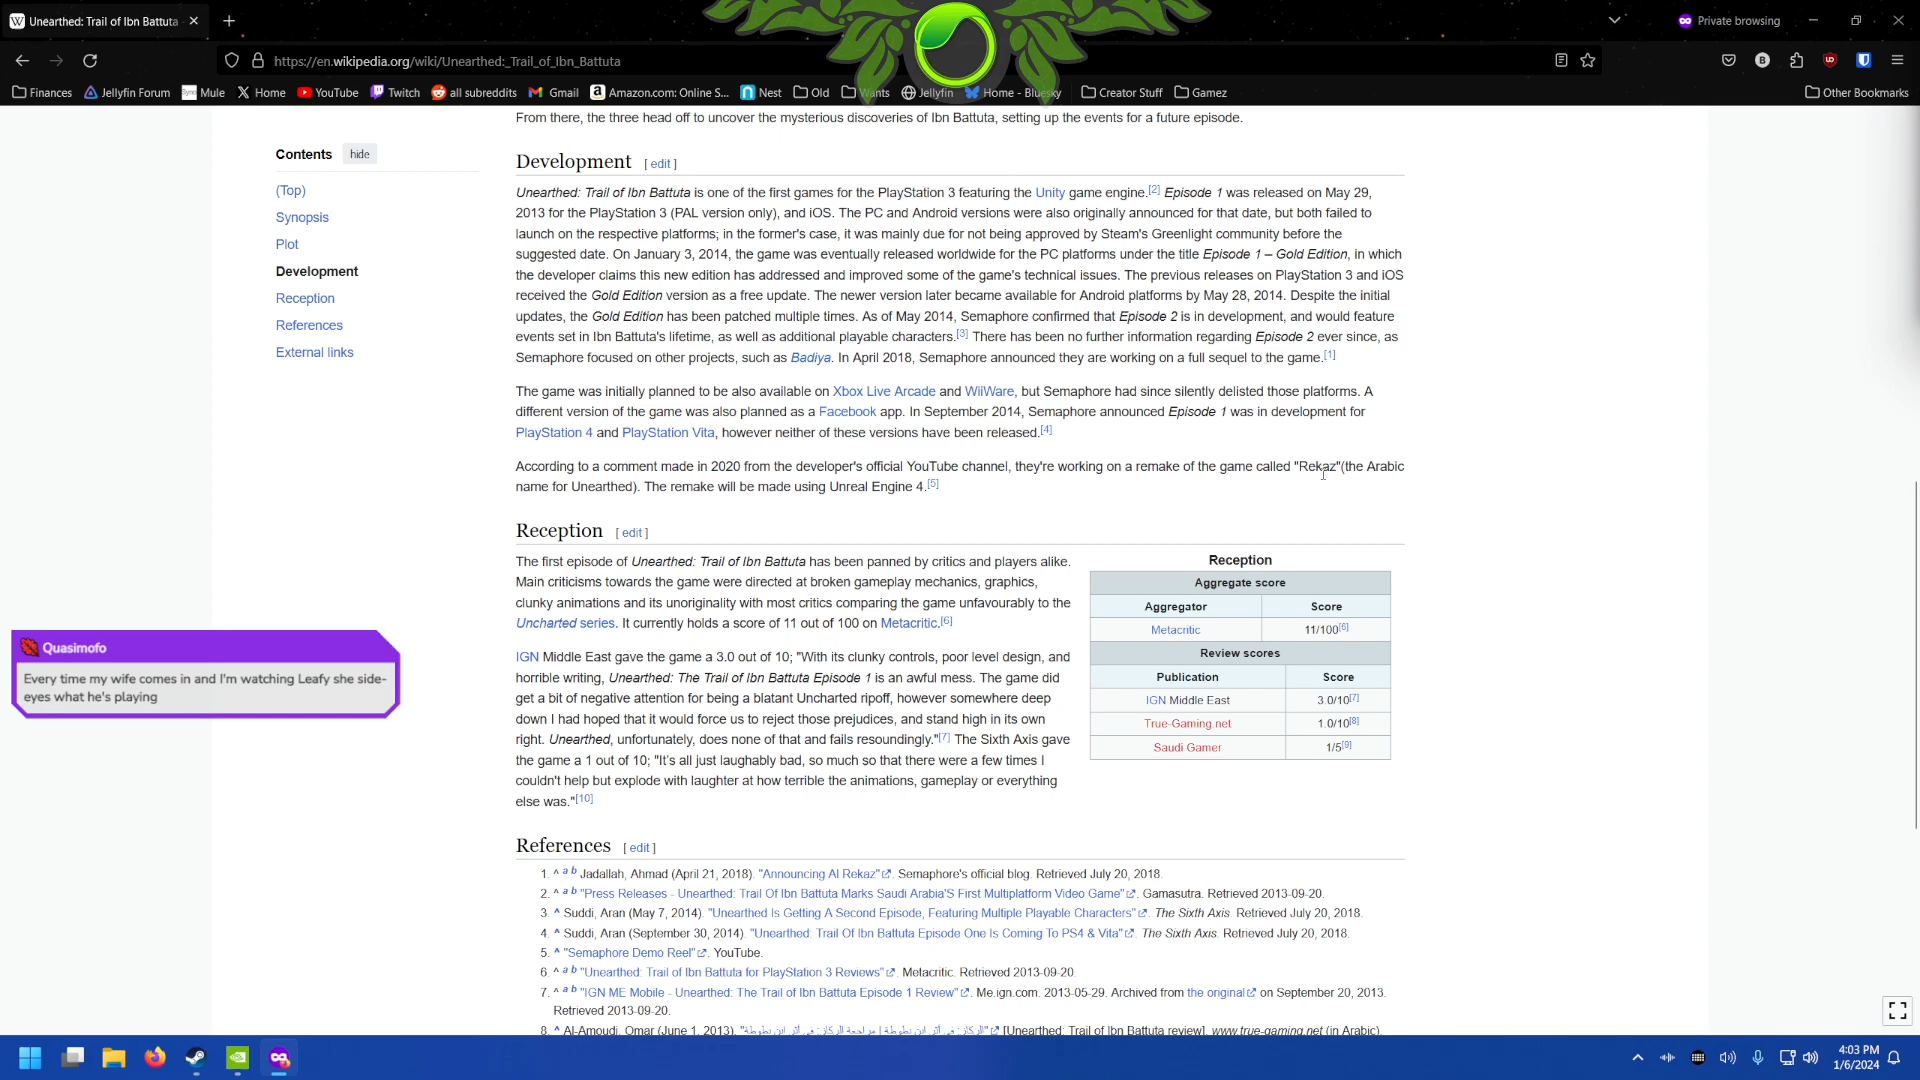 Unearthed: Trail of Ibn Battuta
Private browsing
https://en.wikipedia.org/wiki/Unearthed:_Trail_of_Ibn_Battuta
Finances Jellyfin Forum Mule Home YouTube Twitch all subreddits Gmail Amazon.com: Online S... Nest Old Wants Jellyfin Home - Bluesky Creator Stuff Gamez Other Bookmarks
From there, the three head off to uncover the mysterious discoveries of Ibn Battuta, setting up the events for a future episode.
Contents hide
(Top)
Synopsis
Plot
Development
Reception
References
External links
Development [ edit ]
Unearthed: Trail of Ibn Battuta is one of the first games for the PlayStation 3 featuring the Unity game engine.[2] Episode 1 was released on May 29,
2013 for the PlayStation 3 (PAL version only), and iOS. The PC and Android versions were also originally announced for that date, but both failed to
launch on the respective platforms; in the former's case, it was mainly due for not being approved by Steam's Greenlight community before the
suggested date. On January 3, 2014, the game was eventually released worldwide for the PC platforms under the title Episode 1 – Gold Edition, in which
the developer claims this new edition has addressed and improved some of the game's technical issues. The previous releases on PlayStation 3 and iOS
received the Gold Edition version as a free update. The newer version later became available for Android platforms by May 28, 2014. Despite the initial
updates, the Gold Edition has been patched multiple times. As of May 2014, Semaphore confirmed that Episode 2 is in development, and would feature
events set in Ibn Battuta's lifetime, as well as additional playable characters.[3] There has been no further information regarding Episode 2 ever since, as
Semaphore focused on other projects, such as Badiya. In April 2018, Semaphore announced they are working on a full sequel to the game.[1]
The game was initially planned to be also available on Xbox Live Arcade and WiiWare, but Semaphore had since silently delisted those platforms. A
different version of the game was also planned as a Facebook app. In September 2014, Semaphore announced Episode 1 was in development for
PlayStation 4 and PlayStation Vita, however neither of these versions have been released.[4]
According to a comment made in 2020 from the developer's official YouTube channel, they're working on a remake of the game called "Rekaz"(the Arabic
name for Unearthed). The remake will be made using Unreal Engine 4.[5]
Reception [ edit ]
The first episode of Unearthed: Trail of Ibn Battuta has been panned by critics and players alike.
Main criticisms towards the game were directed at broken gameplay mechanics, graphics,
clunky animations and its unoriginality with most critics comparing the game unfavourably to the
Uncharted series. It currently holds a score of 11 out of 100 on Metacritic.[6]
IGN Middle East gave the game a 3.0 out of 10; "With its clunky controls, poor level design, and
horrible writing, Unearthed: The Trail of Ibn Battuta Episode 1 is an awful mess. The game did
get a bit of negative attention for being a blatant Uncharted ripoff, however somewhere deep
down I had hoped that it would force us to reject those prejudices, and stand high in its own
right. Unearthed, unfortunately, does none of that and fails resoundingly."[7] The Sixth Axis gave
the game a 1 out of 10; "It's all just laughably bad, so much so that there were a few times I
couldn't help but explode with laughter at how terrible the animations, gameplay or everything
else was."[10]
Reception
Aggregate score
Aggregator Score
Metacritic 11/100[6]
Review scores
Publication Score
IGN Middle East 3.0/10[7]
True-Gaming.net 1.0/10[8]
Saudi Gamer 1/5[9]
Quasimofo
Every time my wife comes in and I'm watching Leafy she side-
eyes what he's playing
References [ edit ]
1. ^ a b Jadallah, Ahmad (April 21, 2018). "Announcing Al Rekaz". Semaphore's official blog. Retrieved July 20, 2018.
2. ^ a b "Press Releases - Unearthed: Trail Of Ibn Battuta Marks Saudi Arabia'S First Multiplatform Video Game". Gamasutra. Retrieved 2013-09-20.
3. ^ Suddi, Aran (May 7, 2014). "Unearthed Is Getting A Second Episode, Featuring Multiple Playable Characters". The Sixth Axis. Retrieved July 20, 2018.
4. ^ Suddi, Aran (September 30, 2014). "Unearthed: Trail Of Ibn Battuta Episode One Is Coming To PS4 & Vita". The Sixth Axis. Retrieved July 20, 2018.
5. ^ "Semaphore Demo Reel". YouTube.
6. ^ a b "Unearthed: Trail of Ibn Battuta for PlayStation 3 Reviews". Metacritic. Retrieved 2013-09-20.
7. ^ a b "IGN ME Mobile - Unearthed: The Trail of Ibn Battuta Episode 1 Review". Me.ign.com. 2013-05-29. Archived from the original on September 20, 2013.
Retrieved 2013-09-20.
8. ^ Al-Amoudi, Omar (June 1, 2013). "الركاز: في أثر ابن بطوطة | مراجعة الركاز: في أثر ابن بطوطة" [Unearthed: Trail of Ibn Battuta review]. www.true-gaming.net (in Arabic).
4:03 PM
1/6/2024